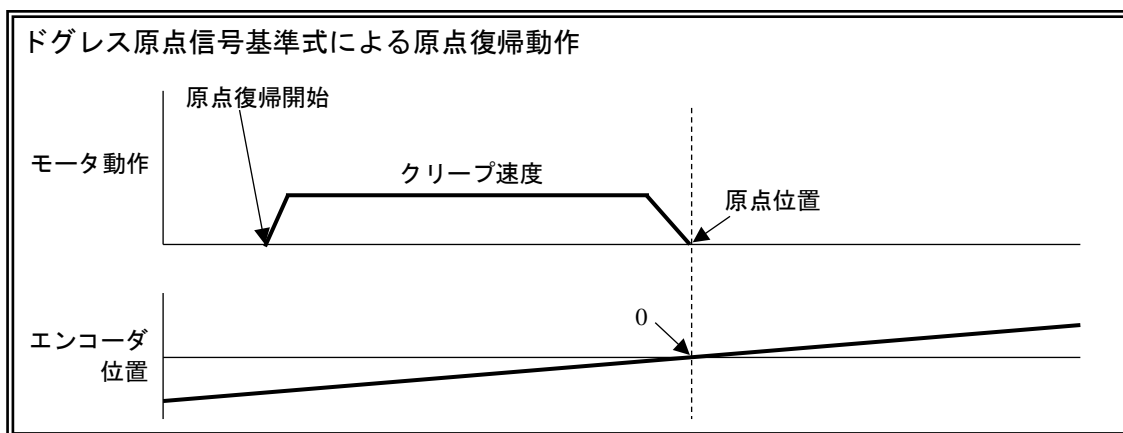 ドグレス原点信号基準式による原点復帰動作
原点復帰開始
モータ動作
クリープ速度
原点位置
0
エンコーダ
位置